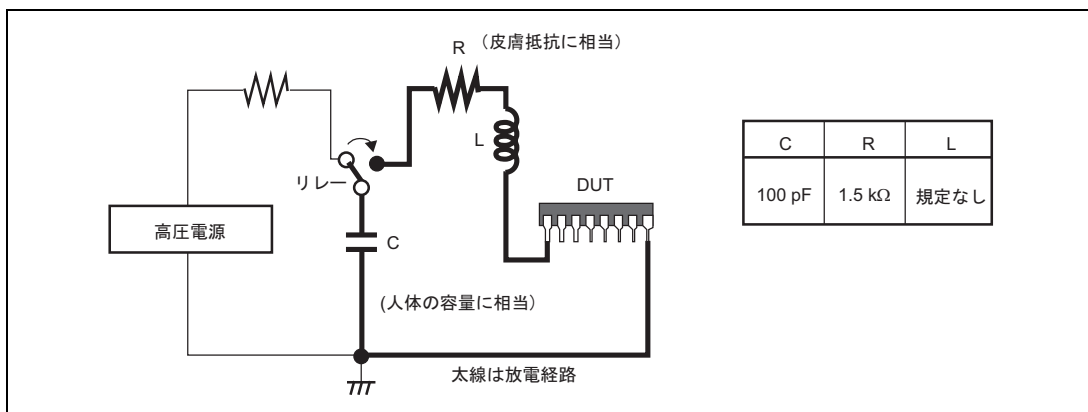 R （皮膚抵抗に相当）
L
リレー
DUT
高圧電源
C
(人体の容量に相当）
太線は放電経路
C R L
100 pF 1.5 kΩ 規定なし